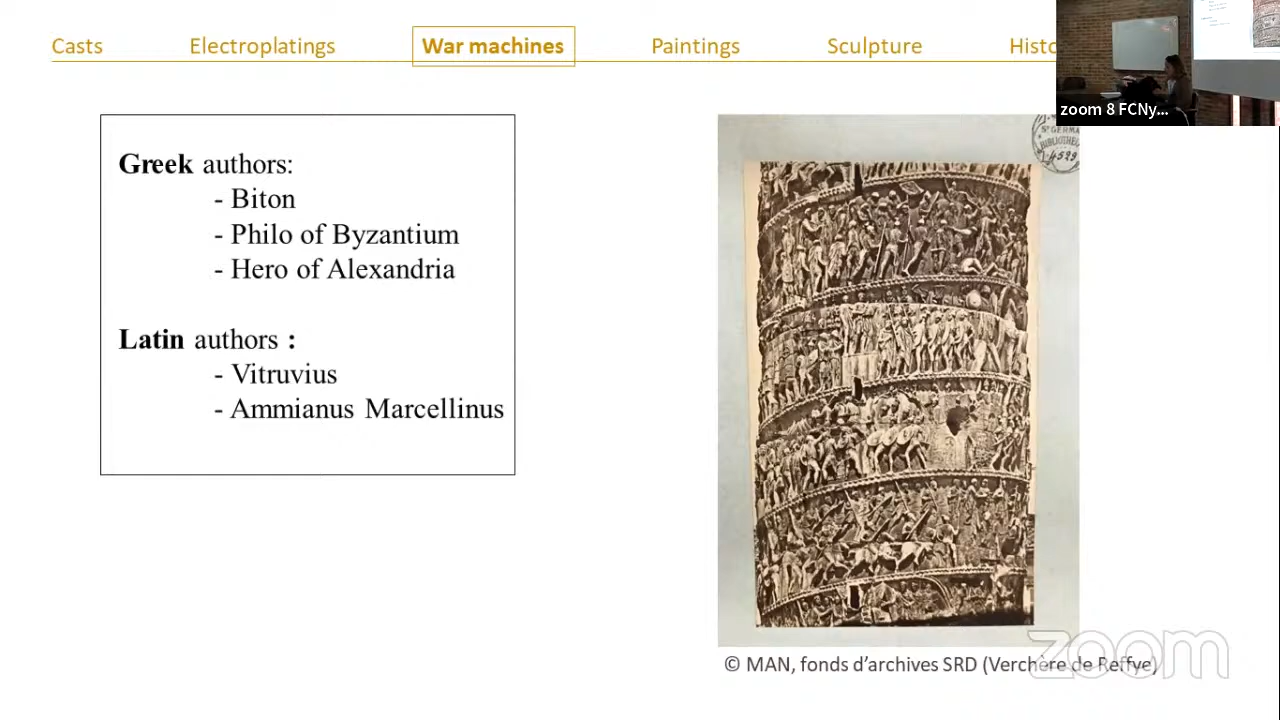 Casts Electroplatings War machines Paintings Sculpture
zoom 8 FCNy...
Greek authors:
- Biton
- Philo of Byzantium
- Hero of Alexandria
Latin authors :
- Vitruvius
- Ammianus Marcellinus
4529
© MAN, fonds d'archives SRD (Verchère de Reffye)
zoom